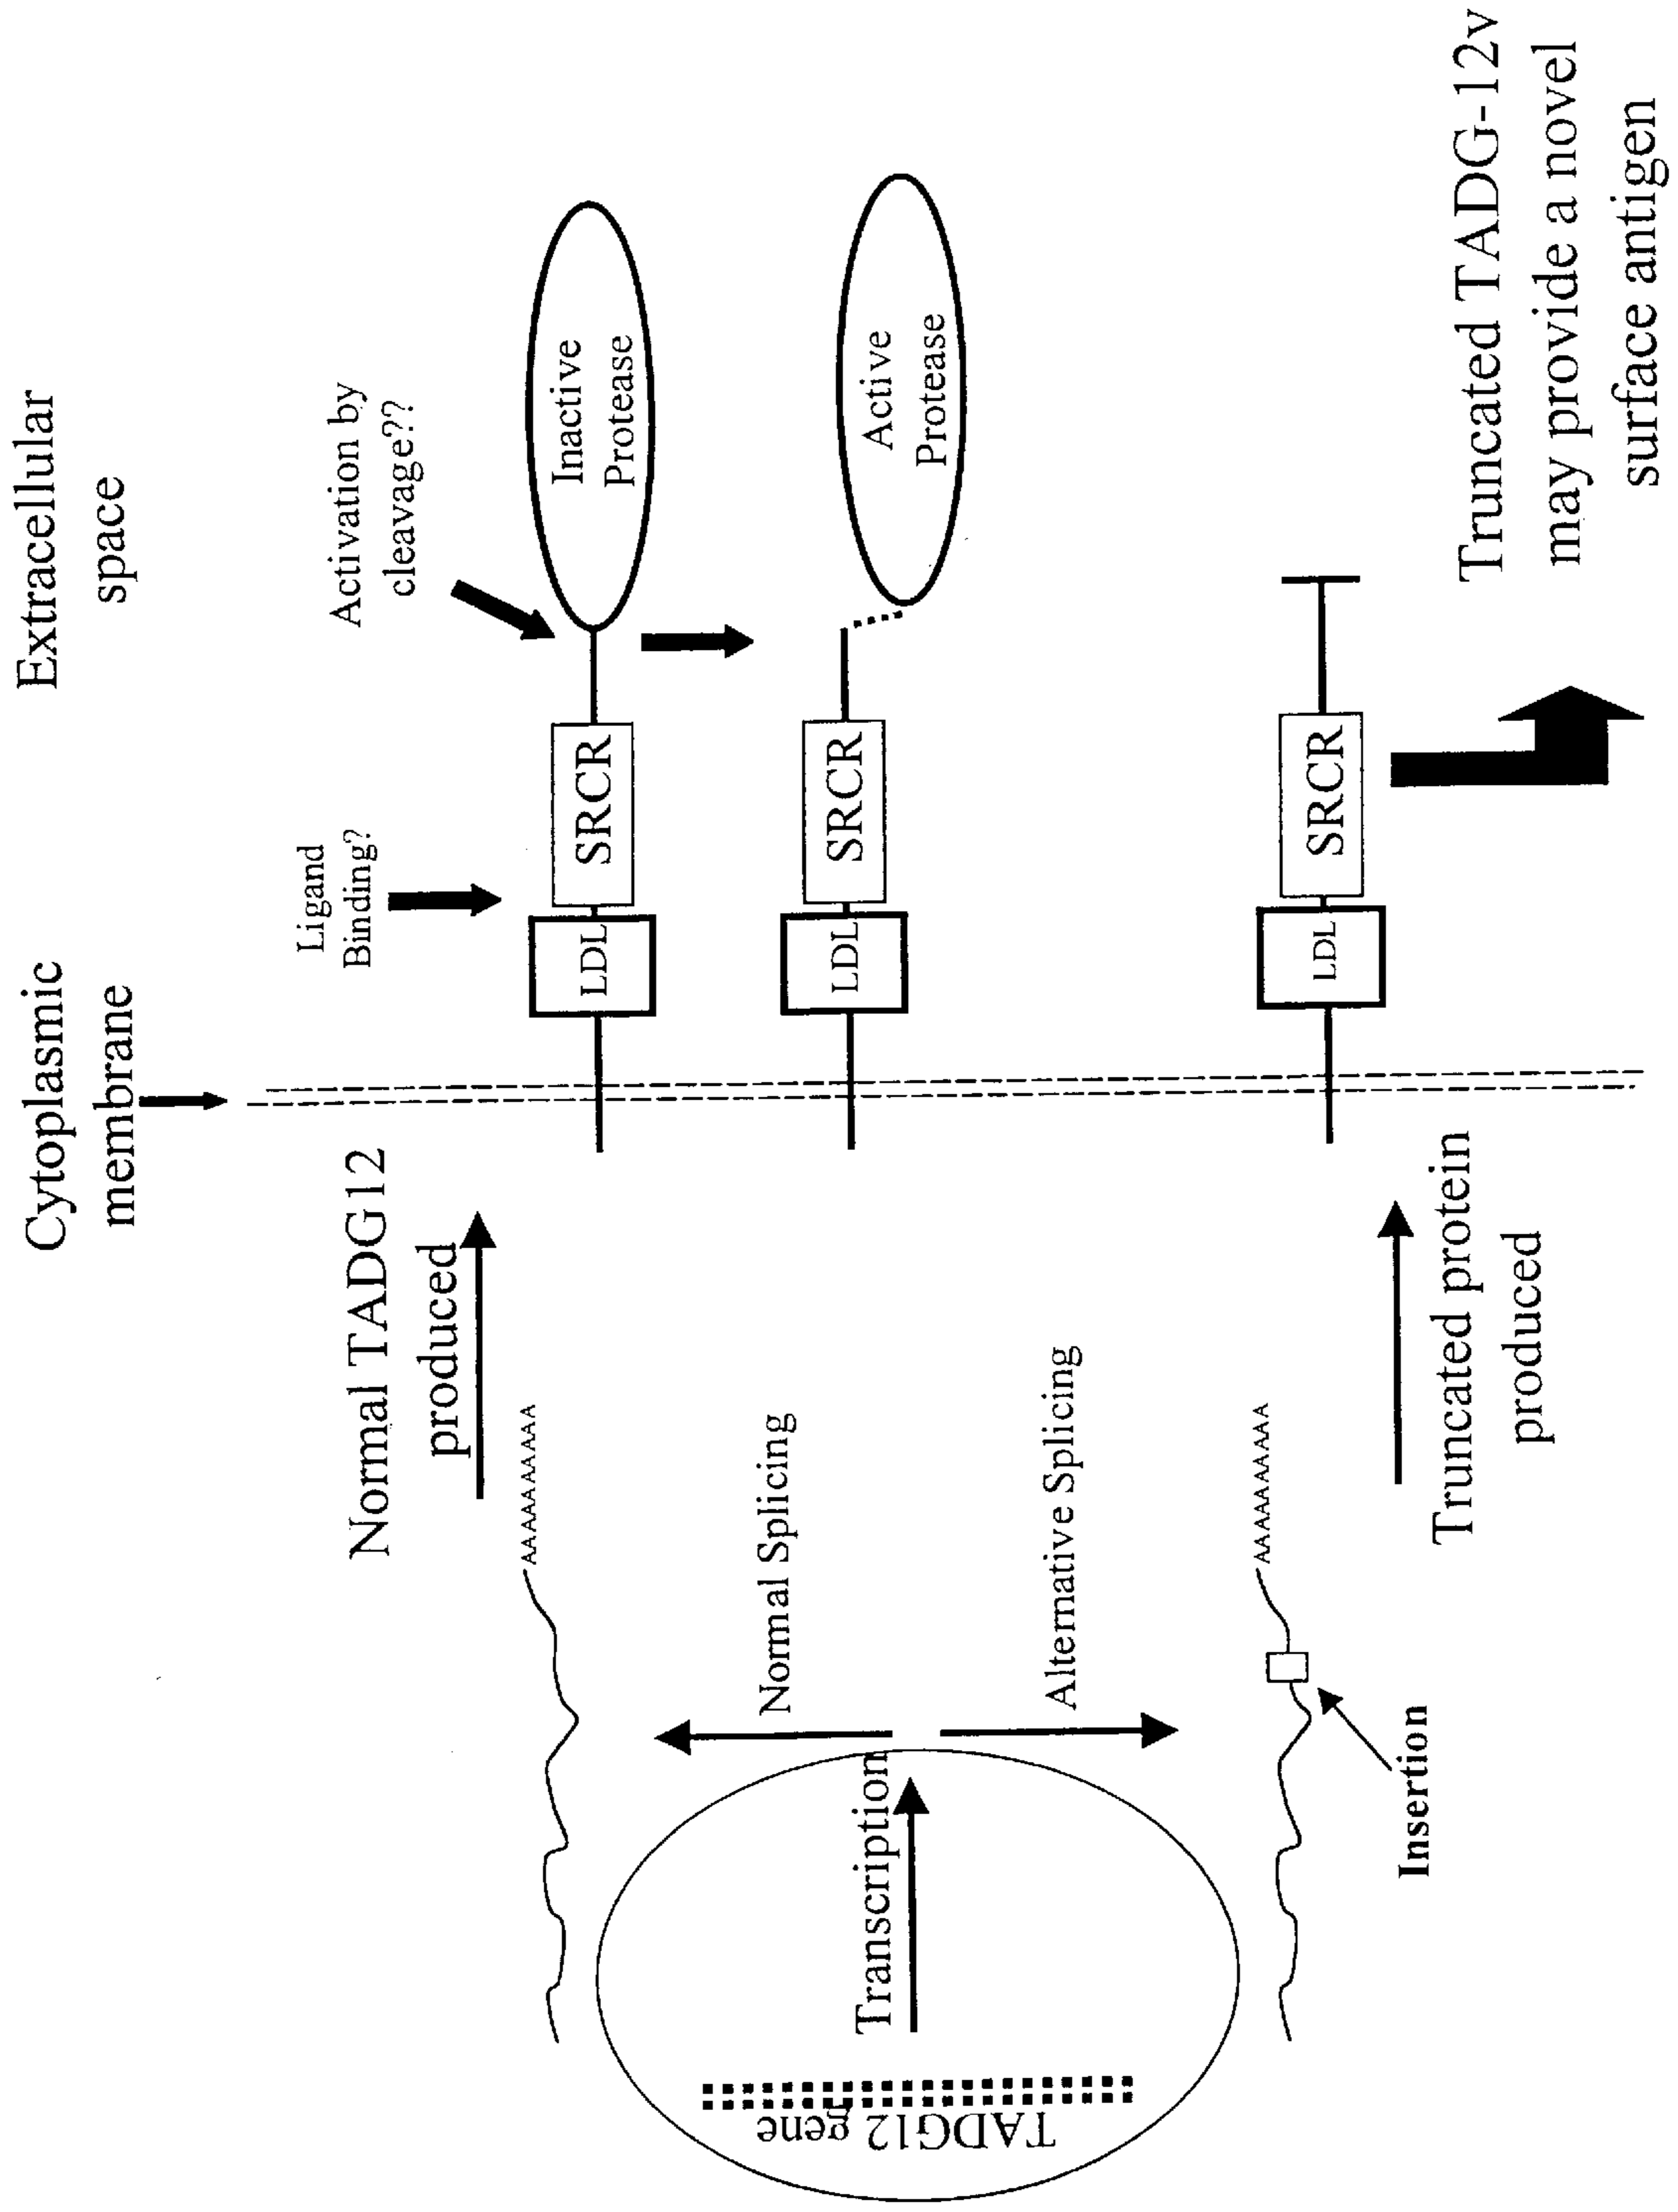 Cytoplasmic
membrane
Extracellular
space
Ligand
Binding?
Activation by
cleavage??
Normal TADG12
produced
AAAAAAAAA
LDL
SRCR
Inactive
Protease
Normal Splicing
LDL
SRCR
Active
Protease
TADG12 gene
Transcription
Alternative Splicing
AAAAAAAAA
LDL
SRCR
Insertion
Truncated protein
produced
Truncated TADG-12v
may provide a novel
surface antigen